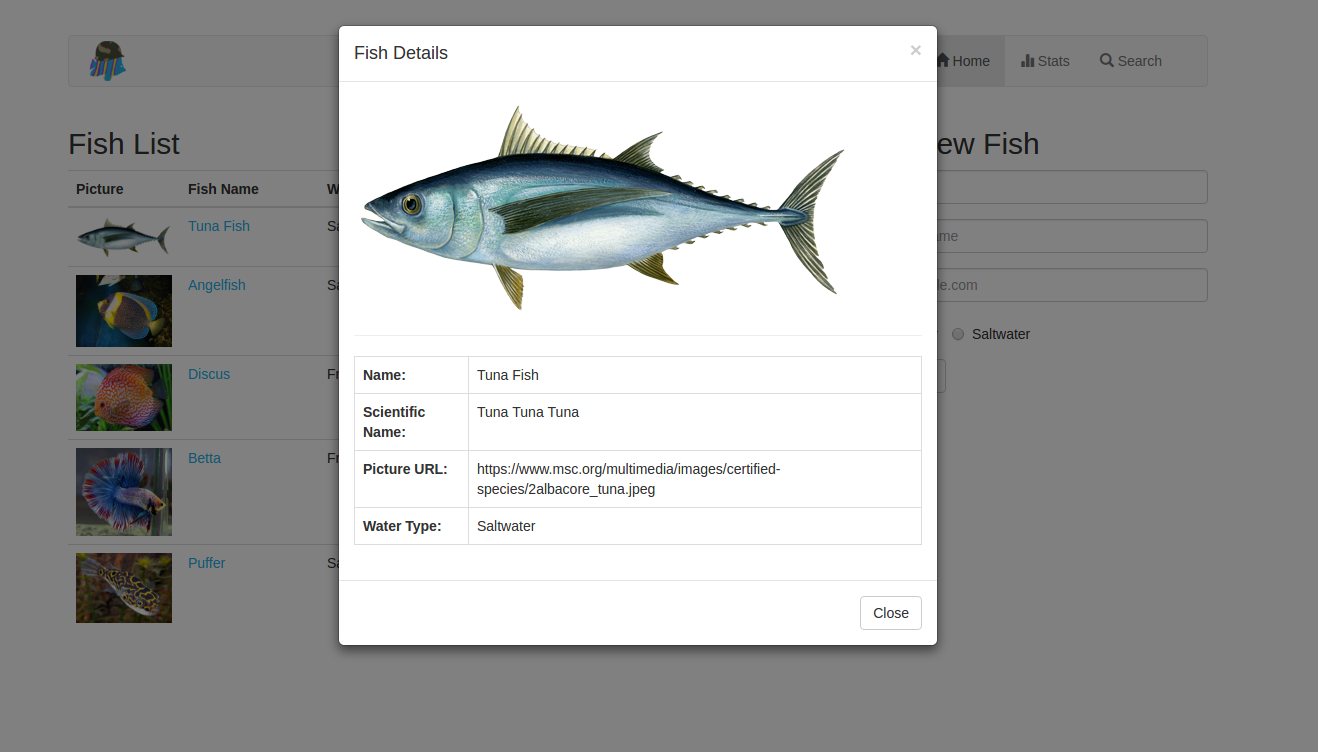 Fish Details ×
Home Stats Search
Fish List
ew Fish
Picture Fish Name W
Tuna Fish Sa
ame
Angelfish Sa
le.com
Saltwater
Discus Fr
Betta Fr
Puffer Sa
Name: Tuna Fish
Scientific
Name:
Tuna Tuna Tuna
Picture URL:
https://www.msc.org/multimedia/images/certified-
species/2albacore_tuna.jpeg
Water Type: Saltwater
Close